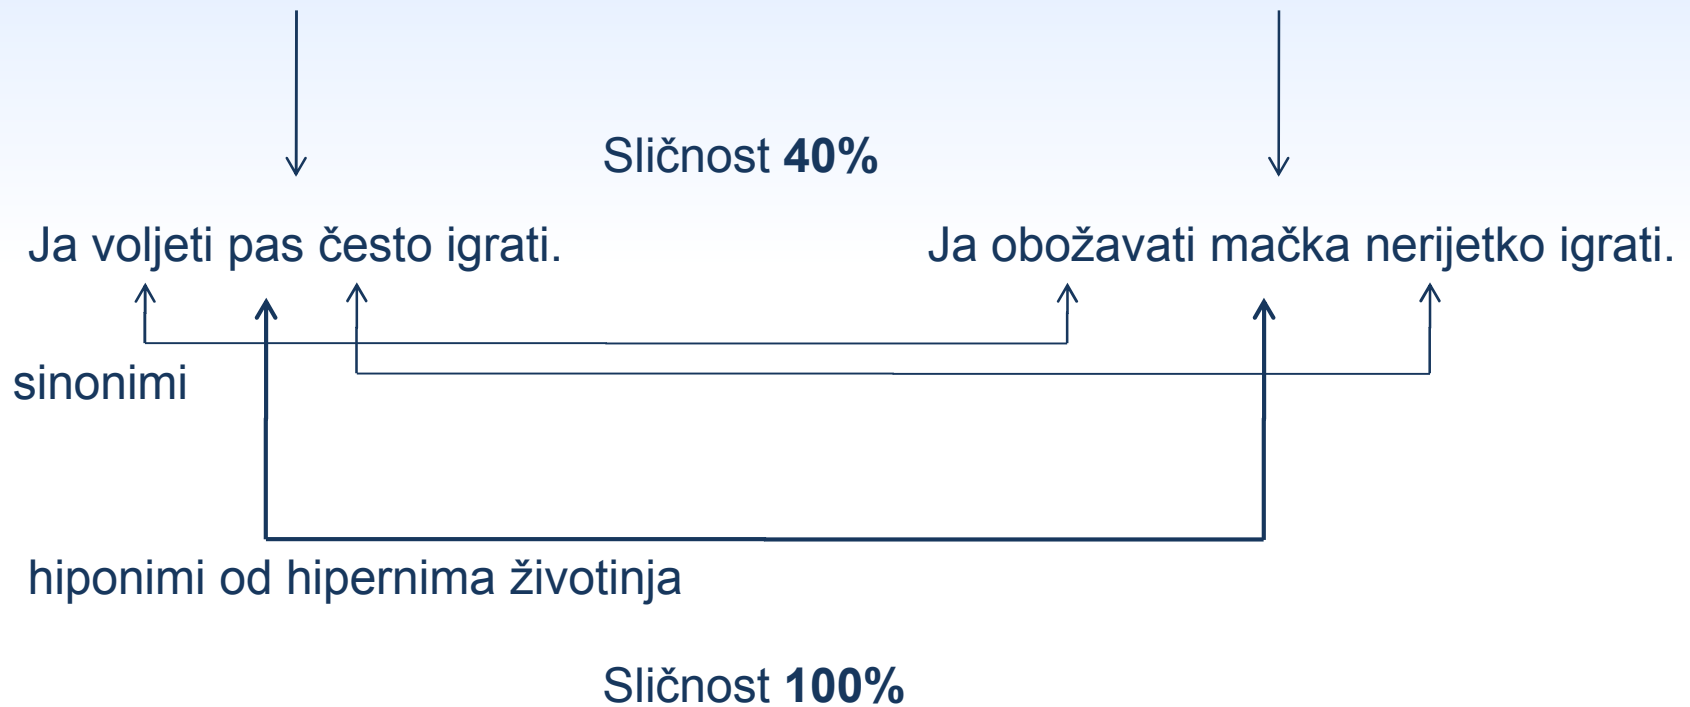 Sličnost 40%
Ja voljeti pas često igrati.
Ja obožavati mačka nerijetko igrati.
sinonimi
hiponimi od hipernima životinja
Sličnost 100%